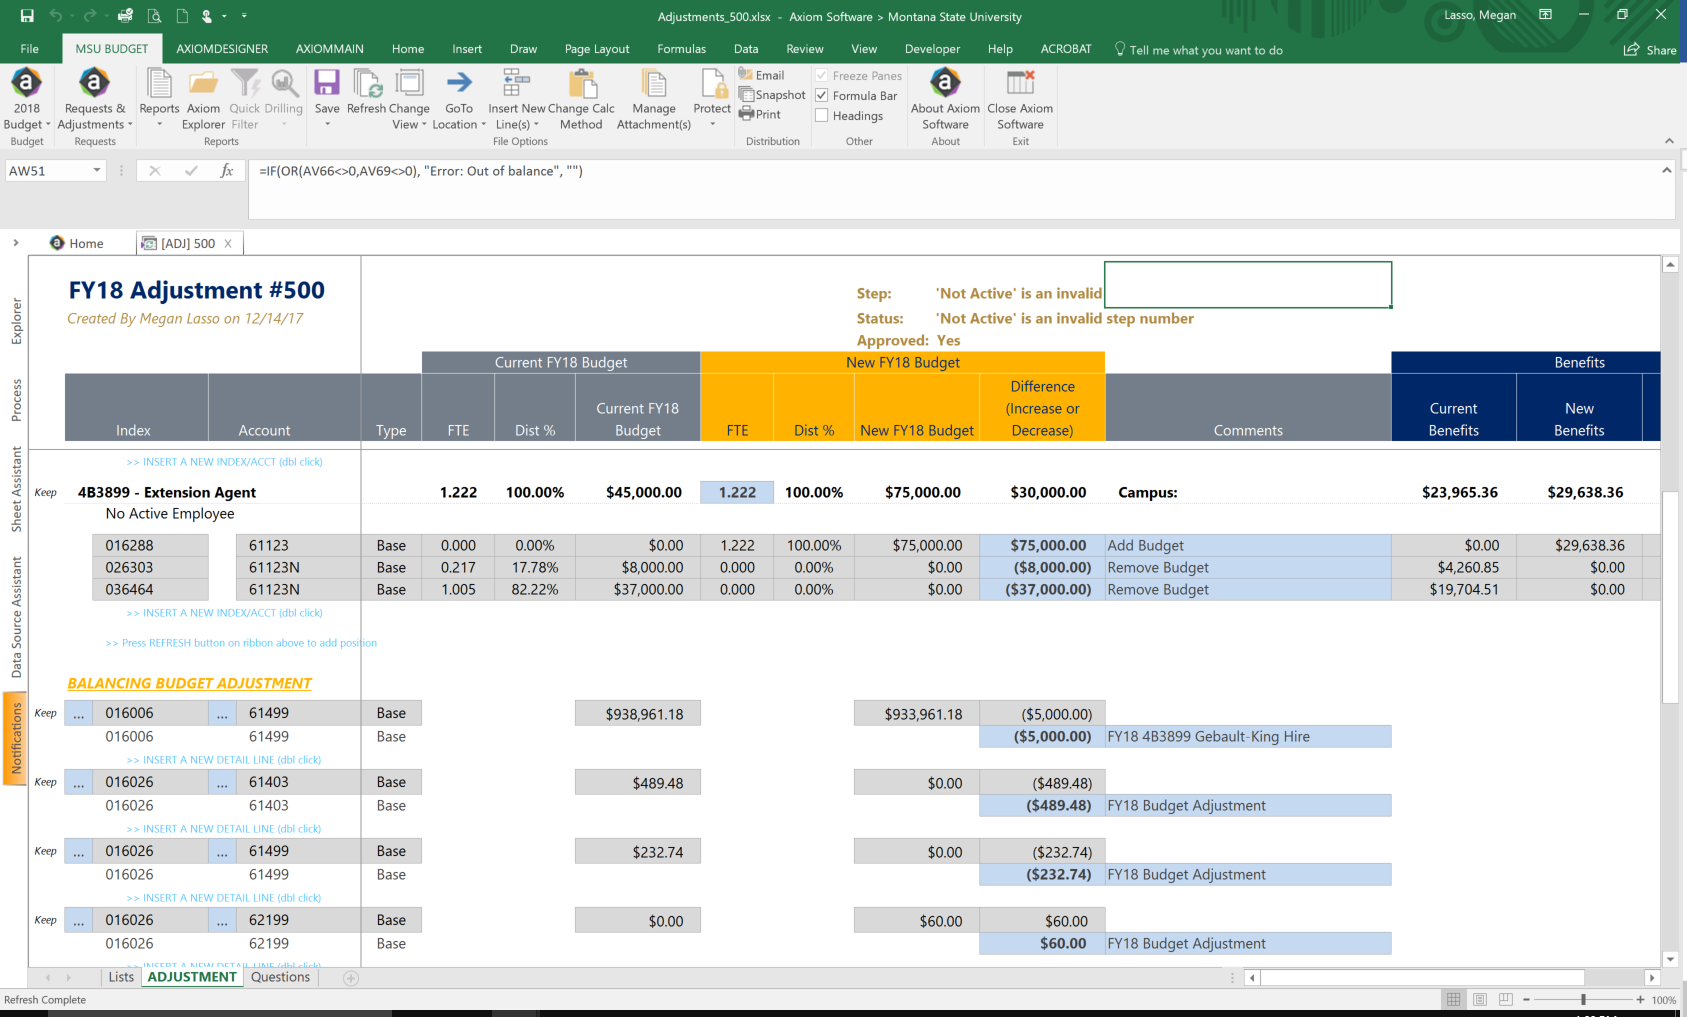 Adjustments_500.xlsx - Axiom Software > Montana State University
Lasso, Megan
File MSU BUDGET AXIOMDESIGNER AXIOMMAIN Home Insert Draw Page Layout Formulas Data Review View Developer Help ACROBAT Tell me what you want to do Share
2018 Budget
Requests & Adjustments
Reports
Axiom Explorer
Quick Filter
Drilling
Save
Refresh
Change View
GoTo Location
Insert New Line(s)
Change Calc Method
Manage Attachment(s)
Protect
Email
Snapshot
Print
Freeze Panes
Formula Bar
Headings
About Axiom Software
Close Axiom Software
Budget Requests Reports File Options Distribution Other About Exit
AW51 fx =IF(OR(AV66<>0,AV69<>0), "Error: Out of balance", "")
Home [ADJ] 500 X
Explorer
Process
Sheet Assistant
Data Source Assistant
Notifications
FY18 Adjustment #500
Created By Megan Lasso on 12/14/17
Step: 'Not Active' is an invalid
Status: 'Not Active' is an invalid step number
Approved: Yes
Current FY18 Budget New FY18 Budget Benefits
Index Account Type FTE Dist % Current FY18 Budget FTE Dist % New FY18 Budget Difference (Increase or Decrease) Comments Current Benefits New Benefits
>> INSERT A NEW INDEX/ACCT (dbl click)
Keep 4B3899 - Extension Agent 1.222 100.00% $45,000.00 1.222 100.00% $75,000.00 $30,000.00 Campus: $23,965.36 $29,638.36
No Active Employee
016288 61123 Base 0.000 0.00% $0.00 1.222 100.00% $75,000.00 $75,000.00 Add Budget $0.00 $29,638.36
026303 61123N Base 0.217 17.78% $8,000.00 0.000 0.00% $0.00 ($8,000.00) Remove Budget $4,260.85 $0.00
036464 61123N Base 1.005 82.22% $37,000.00 0.000 0.00% $0.00 ($37,000.00) Remove Budget $19,704.51 $0.00
>> INSERT A NEW INDEX/ACCT (dbl click)
>> Press REFRESH button on ribbon above to add position
BALANCING BUDGET ADJUSTMENT
Keep ... 016006 ... 61499 Base $938,961.18 $933,961.18 ($5,000.00)
016006 61499 Base ($5,000.00) FY18 4B3899 Gebault-King Hire
>> INSERT A NEW DETAIL LINE (dbl click)
Keep ... 016026 ... 61403 Base $489.48 $0.00 ($489.48)
016026 61403 Base ($489.48) FY18 Budget Adjustment
>> INSERT A NEW DETAIL LINE (dbl click)
Keep ... 016026 ... 61499 Base $232.74 $0.00 ($232.74)
016026 61499 Base ($232.74) FY18 Budget Adjustment
>> INSERT A NEW DETAIL LINE (dbl click)
Keep ... 016026 ... 62199 Base $0.00 $60.00 $60.00
016026 62199 Base $60.00 FY18 Budget Adjustment
>> INSERT A NEW DETAIL LINE (dbl click)
Lists ADJUSTMENT Questions
Refresh Complete 100%